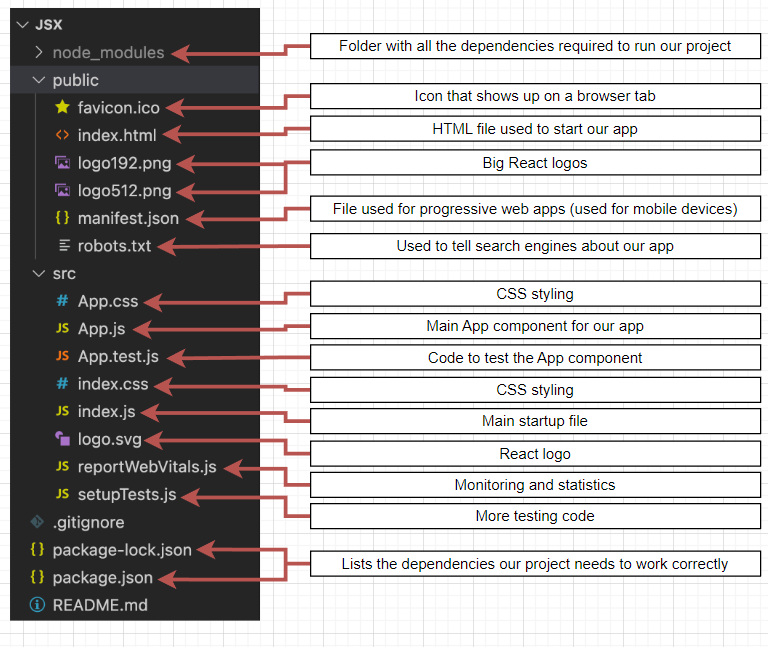 JSX
node_modules
Folder with all the dependencies required to run our project
public
favicon.ico
Icon that shows up on a browser tab
index.html
HTML file used to start our app
logo192.png
Big React logos
logo512.png
manifest.json
File used for progressive web apps (used for mobile devices)
robots.txt
Used to tell search engines about our app
src
# App.css
CSS styling
JS App.js
Main App component for our app
JS App.test.js
Code to test the App component
# index.css
CSS styling
JS index.js
Main startup file
logo.svg
React logo
JS reportWebVitals.js
Monitoring and statistics
JS setupTests.js
More testing code
.gitignore
{} package-lock.json
Lists the dependencies our project needs to work correctly
{} package.json
README.md